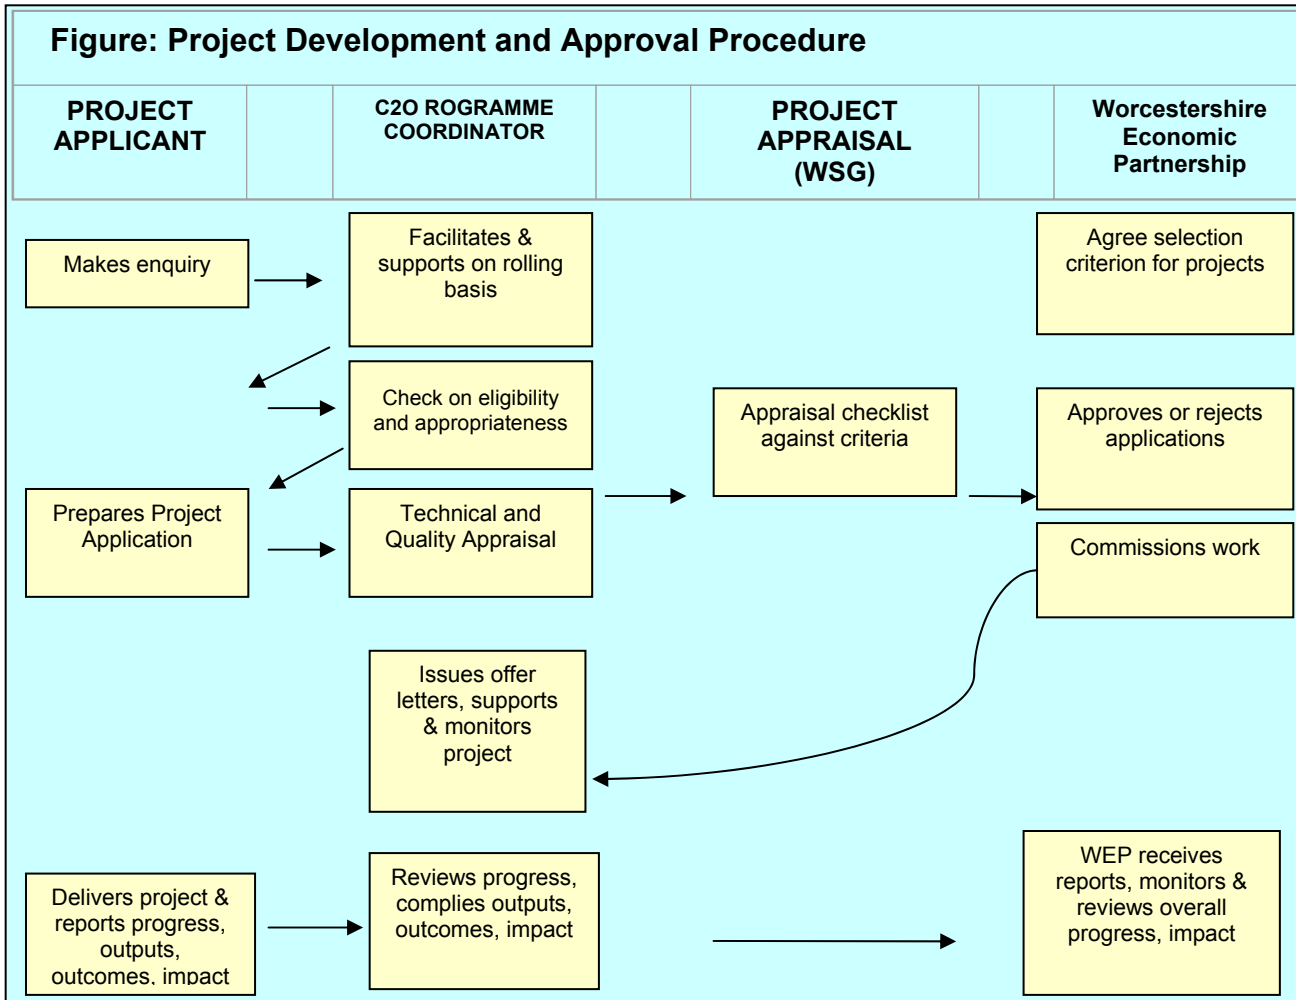 Figure: Project Development and Approval Procedure
PROJECT
APPLICANT
C2O ROGRAMME
COORDINATOR
PROJECT
APPRAISAL
(WSG)
Worcestershire
Economic
Partnership
Makes enquiry
Facilitates &
supports on rolling
basis
Agree selection
criterion for projects
Check on eligibility
and appropriateness
Appraisal checklist
against criteria
Approves or rejects
applications
Prepares Project
Application
Technical and
Quality Appraisal
Commissions work
Issues offer
letters, supports
& monitors
project
Delivers project &
reports progress,
outputs,
outcomes, impact
Reviews progress,
complies outputs,
outcomes, impact
WEP receives
reports, monitors &
reviews overall
progress, impact